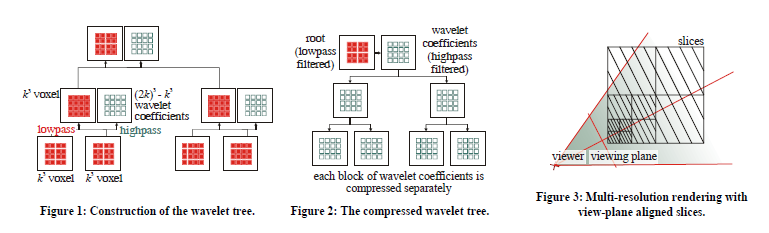 k³ voxel
(2k)³ - k³
wavelet
coefficients
lowpass
highpass
k³ voxel
k³ voxel
Figure 1: Construction of the wavelet tree.
root
(lowpass
filtered)
wavelet
coefficients
(highpass
filtered)
each block of wavelet coefficients is
compressed separately
Figure 2: The compressed wavelet tree.
slices
viewer
viewing plane
Figure 3: Multi-resolution rendering with
view-plane aligned slices.